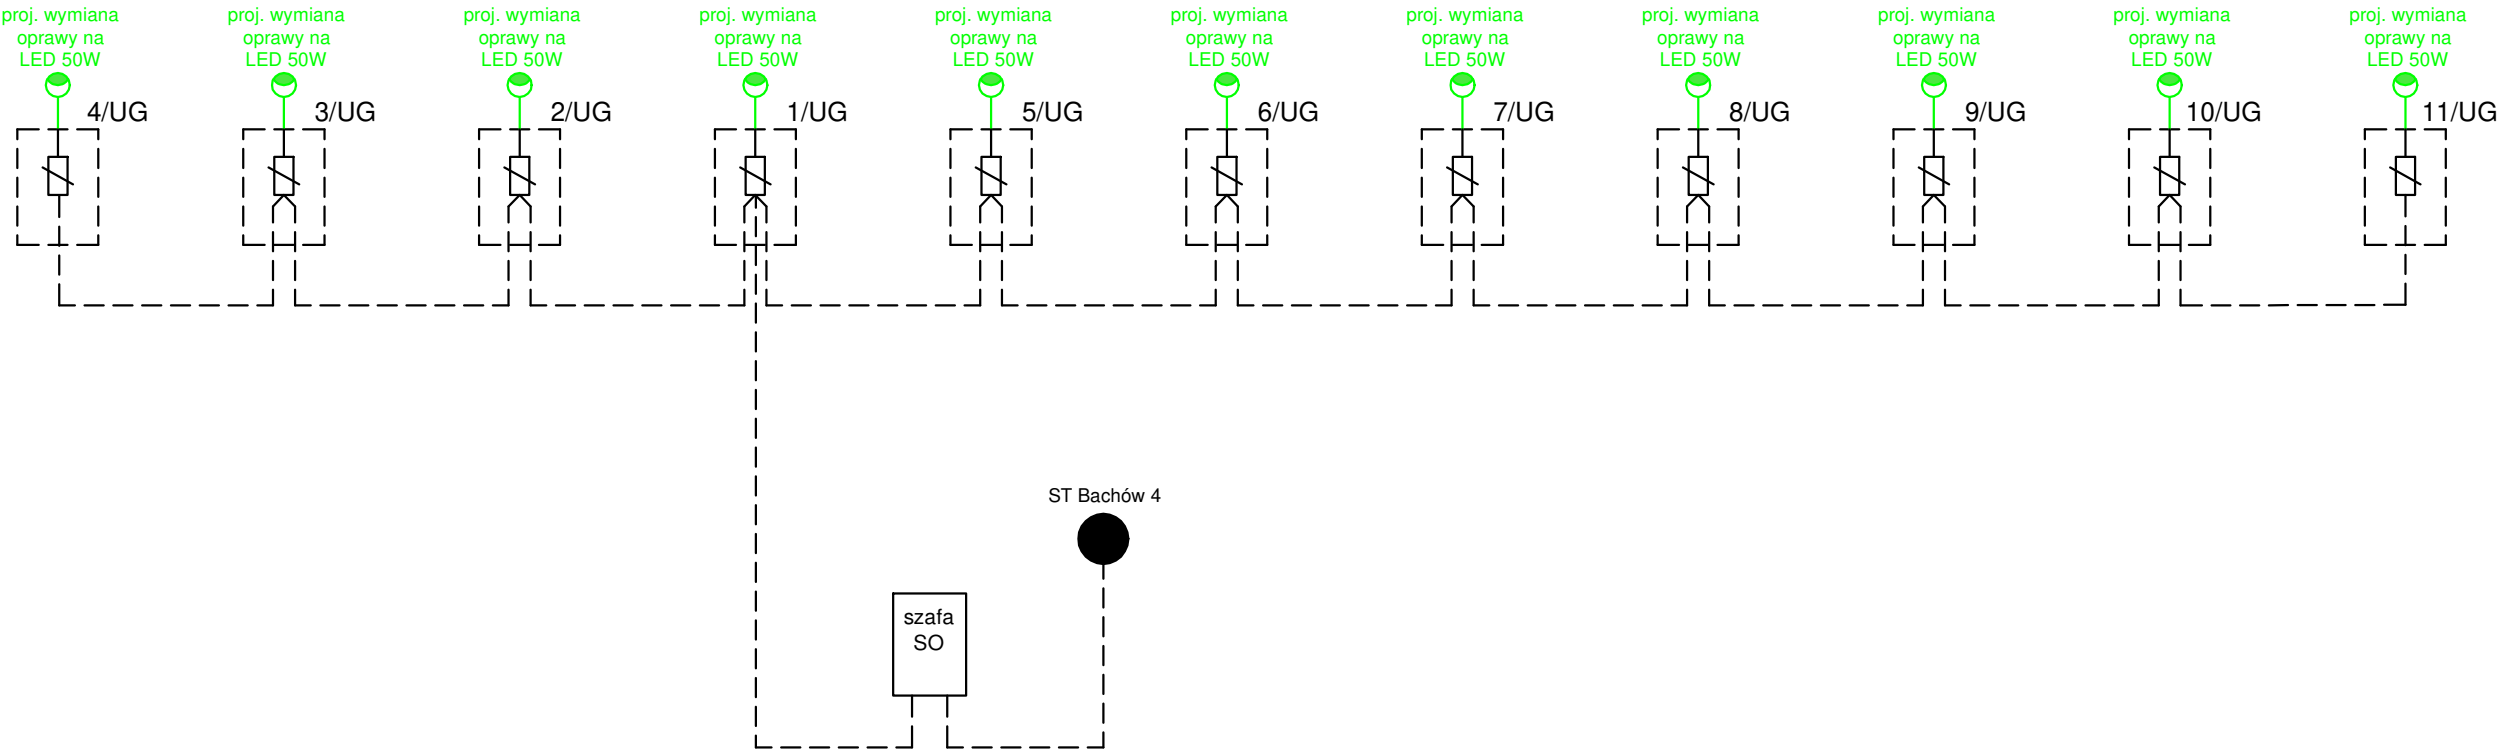 proj. wymiana
oprawy na
LED 50W
4/UG
proj. wymiana
oprawy na
LED 50W
3/UG
proj. wymiana
oprawy na
LED 50W
2/UG
proj. wymiana
oprawy na
LED 50W
1/UG
proj. wymiana
oprawy na
LED 50W
5/UG
proj. wymiana
oprawy na
LED 50W
6/UG
proj. wymiana
oprawy na
LED 50W
7/UG
proj. wymiana
oprawy na
LED 50W
8/UG
proj. wymiana
oprawy na
LED 50W
9/UG
proj. wymiana
oprawy na
LED 50W
10/UG
proj. wymiana
oprawy na
LED 50W
11/UG
ST Bachów 4
szafa
SO